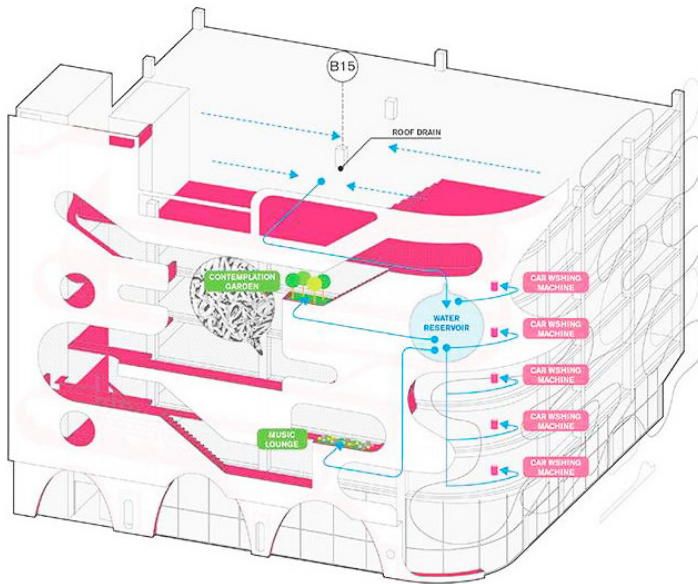 B15
ROOF DRAIN
CONTEMPLATION
GARDEN
CAR WSHING
MACHINE
WATER
RESERVOIR
CAR WSHING
MACHINE
CAR WSHING
MACHINE
CAR WSHING
MACHINE
MUSIC
LOUNGE
CAR WSHING
MACHINE